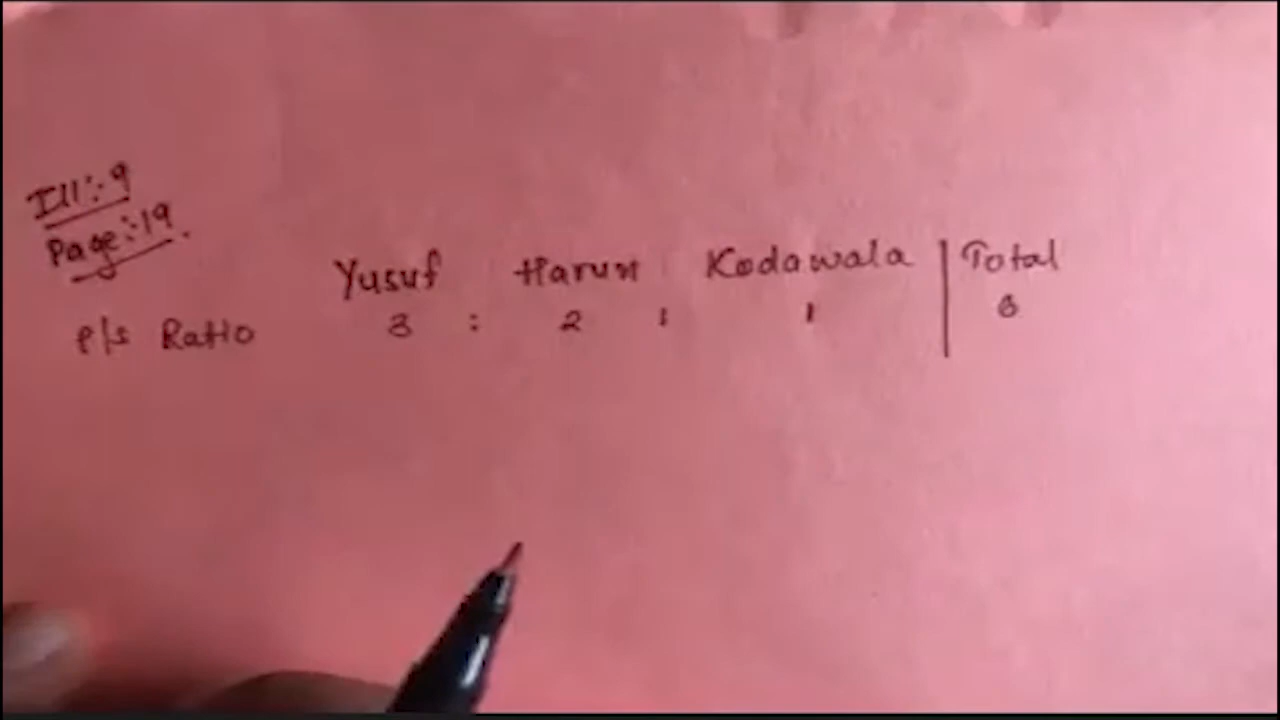 Ill:- 9
Page:- 19.
Yusuf Harun Kodawala Total
P/s Ratio 3 : 2 : 1 6